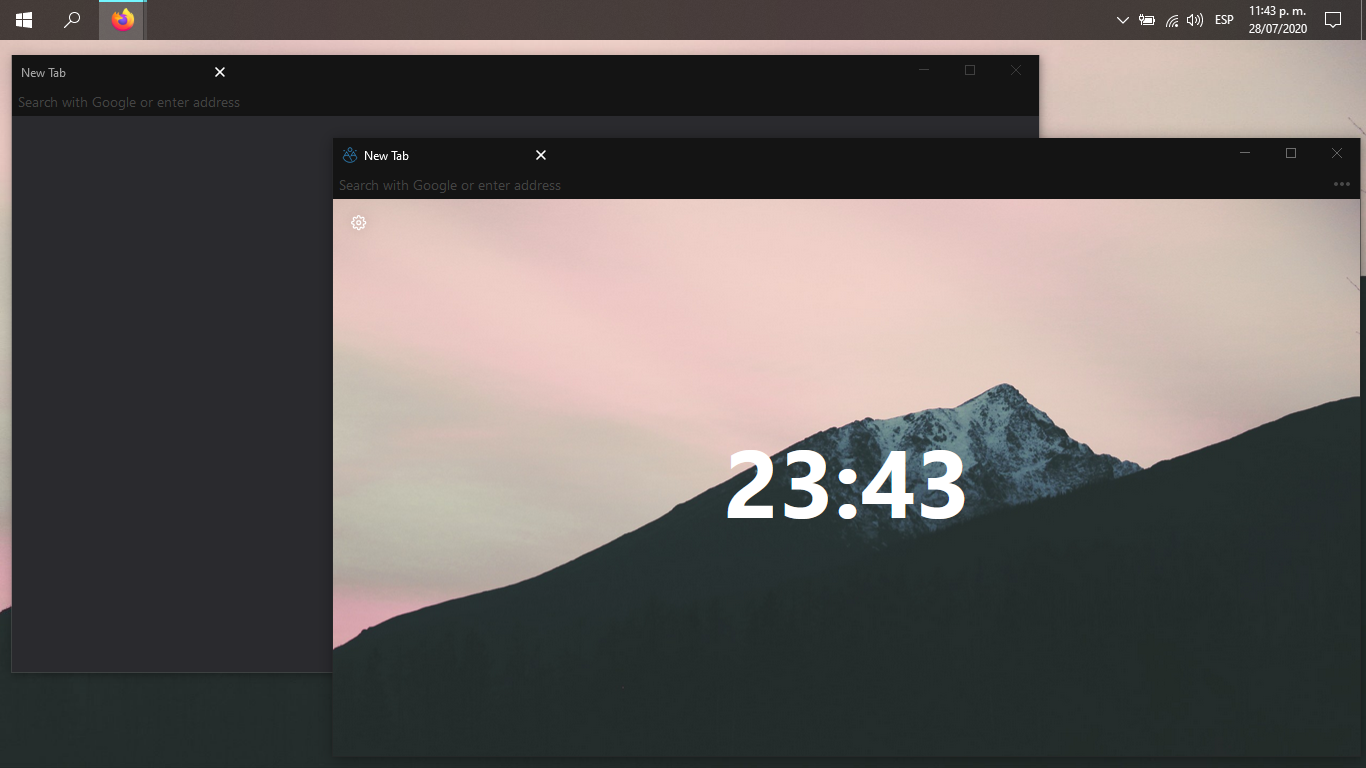 ESP
11:43 p. m.
28/07/2020
New Tab
Search with Google or enter address
New Tab
Search with Google or enter address
23:43